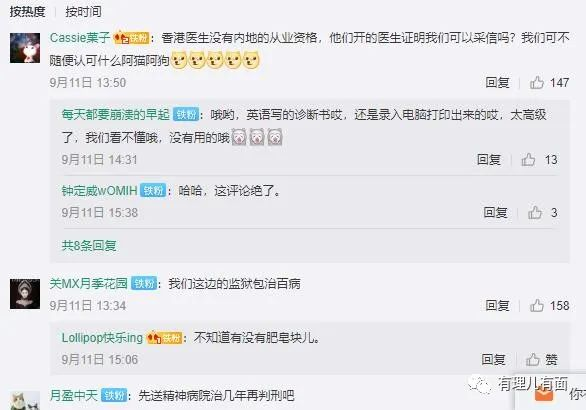 按热度 | 按时间
Cassie菓子 铁粉：香港医生没有内地的从业资格，他们开的医生证明我们可以采信吗？我们可不
随便认可什么阿猫阿狗
9月11日 13:50 回复 147
每天都要崩溃的早起 铁粉：哦哟，英语写的诊断书哎，还是录入电脑打印出来的哎，太高级
了，我们看不懂哦，没有用的哦
9月11日 14:31 回复 13
钟定威wOMIH 铁粉：哈哈，这评论绝了。
9月11日 15:38 回复 3
共8条回复
关MX月季花园 铁粉：我们这边的监狱包治百病
9月11日 13:34 回复 158
Lollipop快乐ing 铁粉：不知道有没有肥皂块儿。
9月11日 15:06 回复 赞
有理儿有面
月盈中天 铁粉：先送精神病院治几年再判刑吧